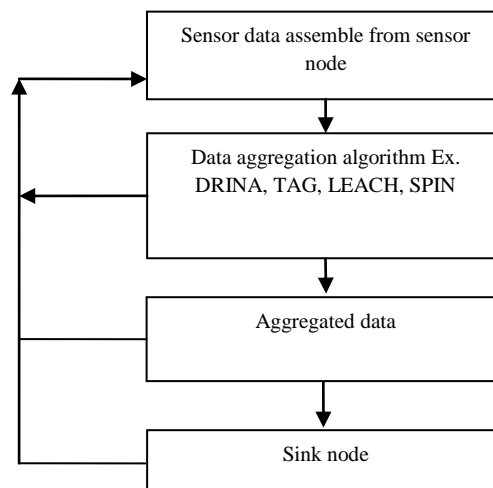 Sensor data assemble from sensor
node
Data aggregation algorithm Ex.
DRINA, TAG, LEACH, SPIN
Aggregated data
Sink node